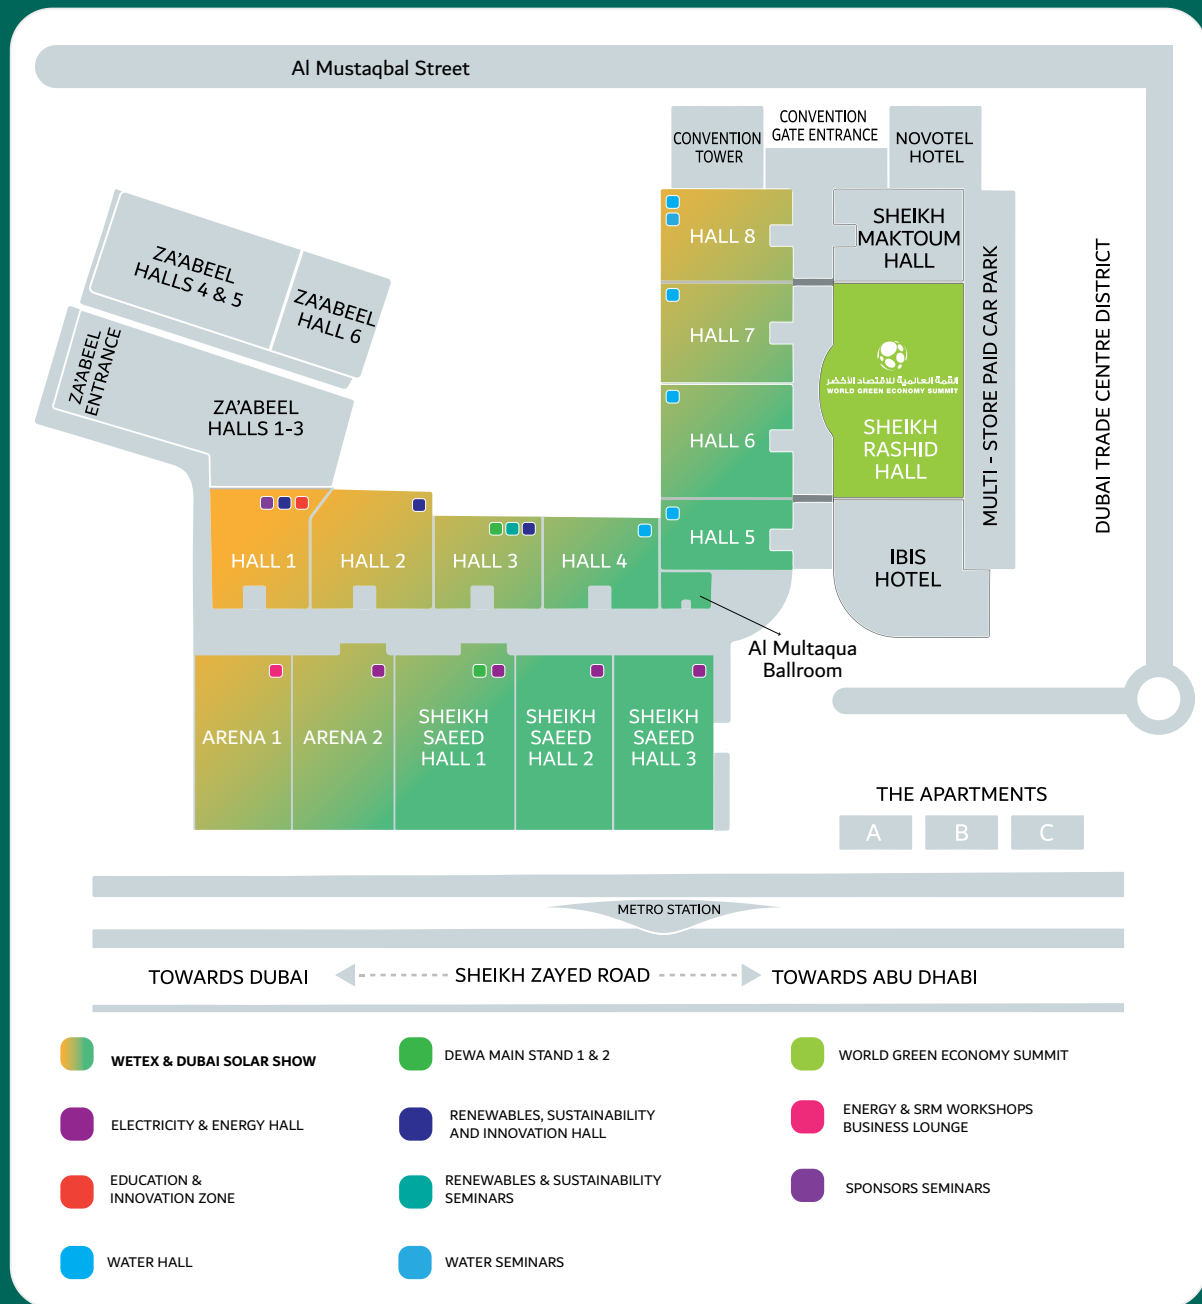 Al Mustaqbal Street
CONVENTION
TOWER
CONVENTION
GATE ENTRANCE
NOVOTEL
HOTEL
ZA'ABEEL
HALLS 4 & 5
ZA'ABEEL
HALL 6
ZA'ABEEL
ENTRANCE
ZA'ABEEL
HALLS 1-3
HALL 8
SHEIKH
MAKTOUM
HALL
HALL 7
القمة العالمية للاقتصاد الأخضر
WORLD GREEN ECONOMY SUMMIT
SHEIKH
RASHID
HALL
MULTI - STORE PAID CAR PARK
DUBAI TRADE CENTRE DISTRICT
HALL 6
HALL 5
IBIS
HOTEL
HALL 1
HALL 2
HALL 3
HALL 4
Al Multaqua
Ballroom
ARENA 1
ARENA 2
SHEIKH
SAEED
HALL 1
SHEIKH
SAEED
HALL 2
SHEIKH
SAEED
HALL 3
THE APARTMENTS
A
B
C
METRO STATION
TOWARDS DUBAI
SHEIKH ZAYED ROAD
TOWARDS ABU DHABI
WETEX & DUBAI SOLAR SHOW
DEWA MAIN STAND 1 & 2
WORLD GREEN ECONOMY SUMMIT
ELECTRICITY & ENERGY HALL
RENEWABLES, SUSTAINABILITY
AND INNOVATION HALL
ENERGY & SRM WORKSHOPS
BUSINESS LOUNGE
EDUCATION &
INNOVATION ZONE
RENEWABLES & SUSTAINABILITY
SEMINARS
SPONSORS SEMINARS
WATER HALL
WATER SEMINARS